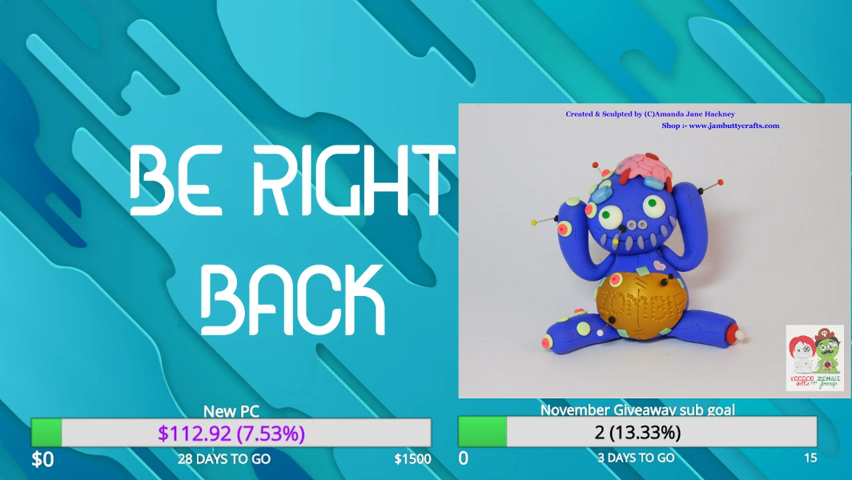 Created & Sculpted by (C)Amanda Jane Hackney
Shop :- www.jambuttycrafts.com
BE RIGHT
BACK
New PC
$112.92 (7.53%)
$0
28 DAYS TO GO
$1500
November Giveaway sub goal
2 (13.33%)
0
3 DAYS TO GO
15